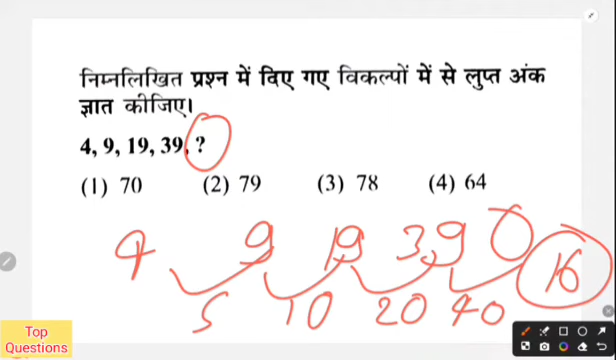 निम्नलिखित प्रश्न में दिए गए विकल्पों में से लुप्त अंक
ज्ञात कीजिए।
4, 9, 19, 39, ?
(1) 70 (2) 79 (3) 78 (4) 64
4 9 19 39
5 10 20 40 16
Top
Questions